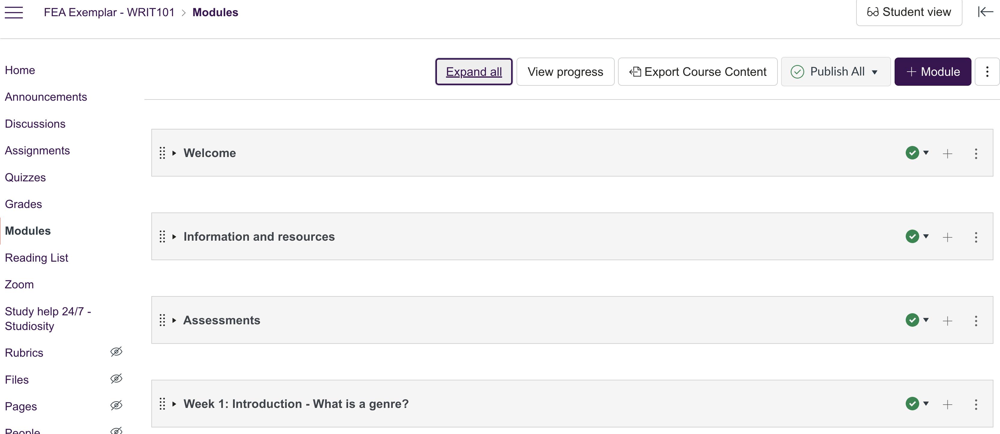 FEA Exemplar - WRIT101 > Modules
Student view
Home
Announcements
Discussions
Assignments
Quizzes
Grades
Modules
Reading List
Zoom
Study help 24/7 -
Studiosity
Rubrics
Files
Pages
People
Expand all
View progress
Export Course Content
Publish All
+ Module
Welcome
Information and resources
Assessments
Week 1: Introduction - What is a genre?